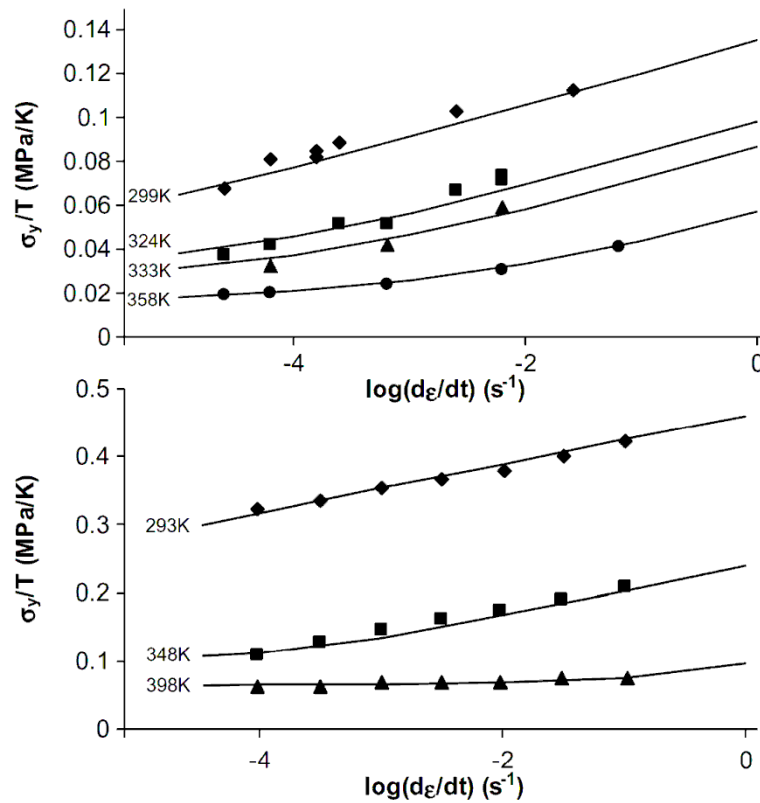 0.14
0.12
0.1
0.08
0.06
0.04
0.02
0
σy/T (MPa/K)
299K
324K
333K
358K
-4
-2
0
log(dε/dt) (s-1)
0.5
0.4
0.3
0.2
0.1
0
σy/T (MPa/K)
293K
348K
398K
-4
-2
0
log(dε/dt) (s-1)